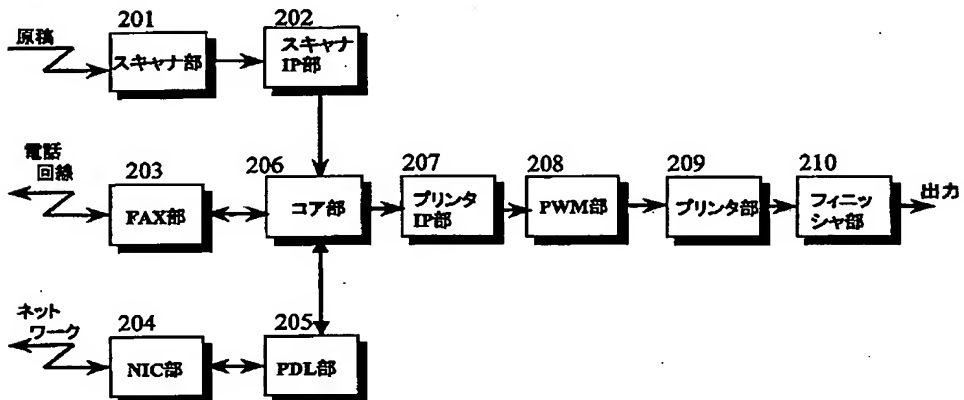 原稿
201
スキャナ部
202
スキャナ
IP部
電話
回線
203
FAX部
206
コア部
207
プリンタ
IP部
208
PWM部
209
プリンタ部
210
フィニッ
シャ部
出力
ネット
ワーク
204
NIC部
205
PDL部